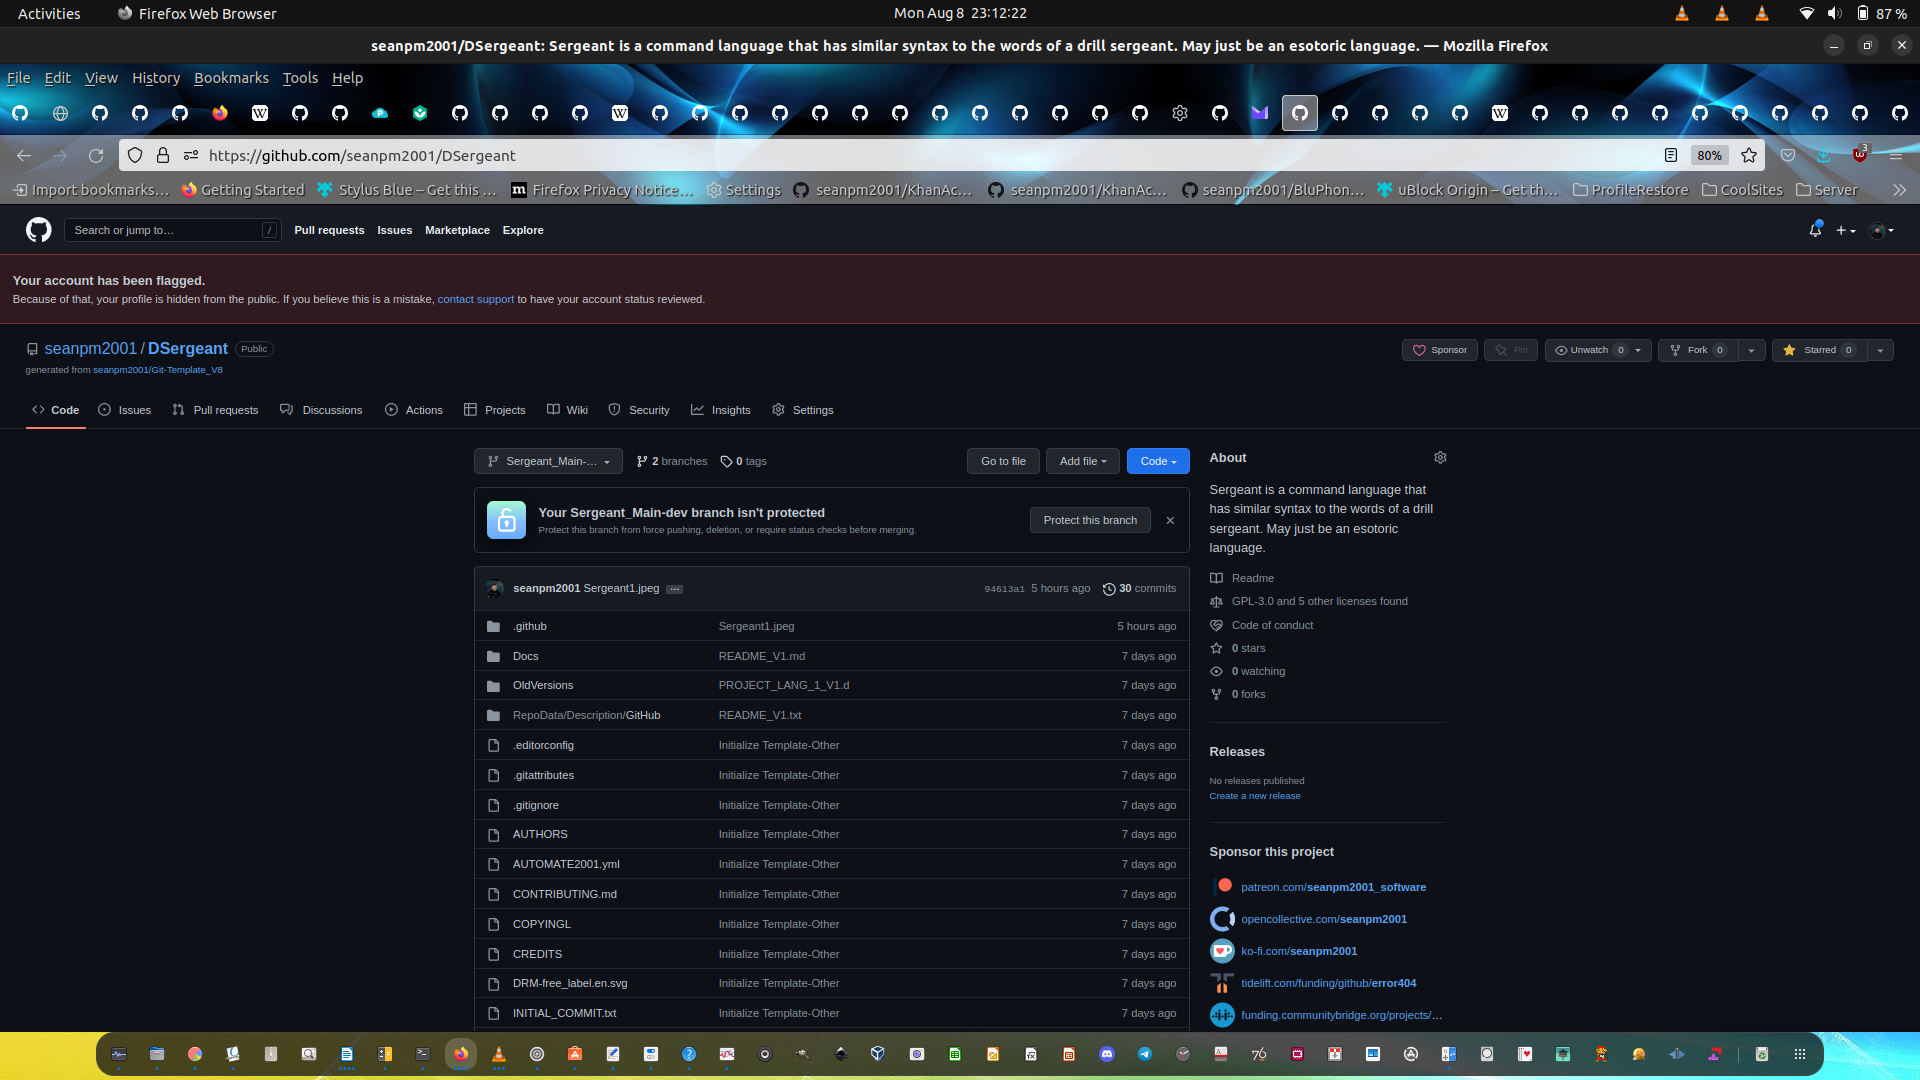 Activities
Firefox Web Browser
Mon Aug 8 23:12:22
87 %
seanpm2001/DSergeant: Sergeant is a command language that has similar syntax to the words of a drill sergeant. May just be an esoteric language. — Mozilla Firefox
File Edit View History Bookmarks Tools Help
https://github.com/seanpm2001/DSergeant
80%
3
Import bookmarks…
Getting Started
Stylus Blue – Get this …
Firefox Privacy Notice…
Settings
seanpm2001/KhanAc…
seanpm2001/KhanAc…
seanpm2001/BluPhon…
uBlock Origin – Get th…
ProfileRestore
CoolSites
Server
Search or jump to… /
Pull requests Issues Marketplace Explore
Your account has been flagged.
Because of that, your profile is hidden from the public. If you believe this is a mistake, contact support to have your account status reviewed.
seanpm2001 / DSergeant Public
generated from seanpm2001/Git-Template_V8
Sponsor
Pin
Unwatch 0
Fork 0
Starred 0
Code Issues Pull requests Discussions Actions Projects Wiki Security Insights Settings
Sergeant_Main-… 2 branches 0 tags
Go to file Add file Code
Your Sergeant_Main-dev branch isn't protected
Protect this branch from force pushing, deletion, or require status checks before merging.
Protect this branch
seanpm2001 Sergeant1.jpeg … 94613a1 5 hours ago 30 commits
.github Sergeant1.jpeg 5 hours ago
Docs README_V1.md 7 days ago
OldVersions PROJECT_LANG_1_V1.d 7 days ago
RepoData/Description/GitHub README_V1.txt 7 days ago
.editorconfig Initialize Template-Other 7 days ago
.gitattributes Initialize Template-Other 7 days ago
.gitignore Initialize Template-Other 7 days ago
AUTHORS Initialize Template-Other 7 days ago
AUTOMATE2001.yml Initialize Template-Other 7 days ago
CONTRIBUTING.md Initialize Template-Other 7 days ago
COPYINGL Initialize Template-Other 7 days ago
CREDITS Initialize Template-Other 7 days ago
DRM-free_label.en.svg Initialize Template-Other 7 days ago
INITIAL_COMMIT.txt Initialize Template-Other 7 days ago
About
Sergeant is a command language that
has similar syntax to the words of a drill
sergeant. May just be an esoteric
language.
Readme
GPL-3.0 and 5 other licenses found
Code of conduct
0 stars
0 watching
0 forks
Releases
No releases published
Create a new release
Sponsor this project
patreon.com/seanpm2001_software
opencollective.com/seanpm2001
ko-fi.com/seanpm2001
tidelift.com/funding/github/error404
funding.communitybridge.org/projects/…